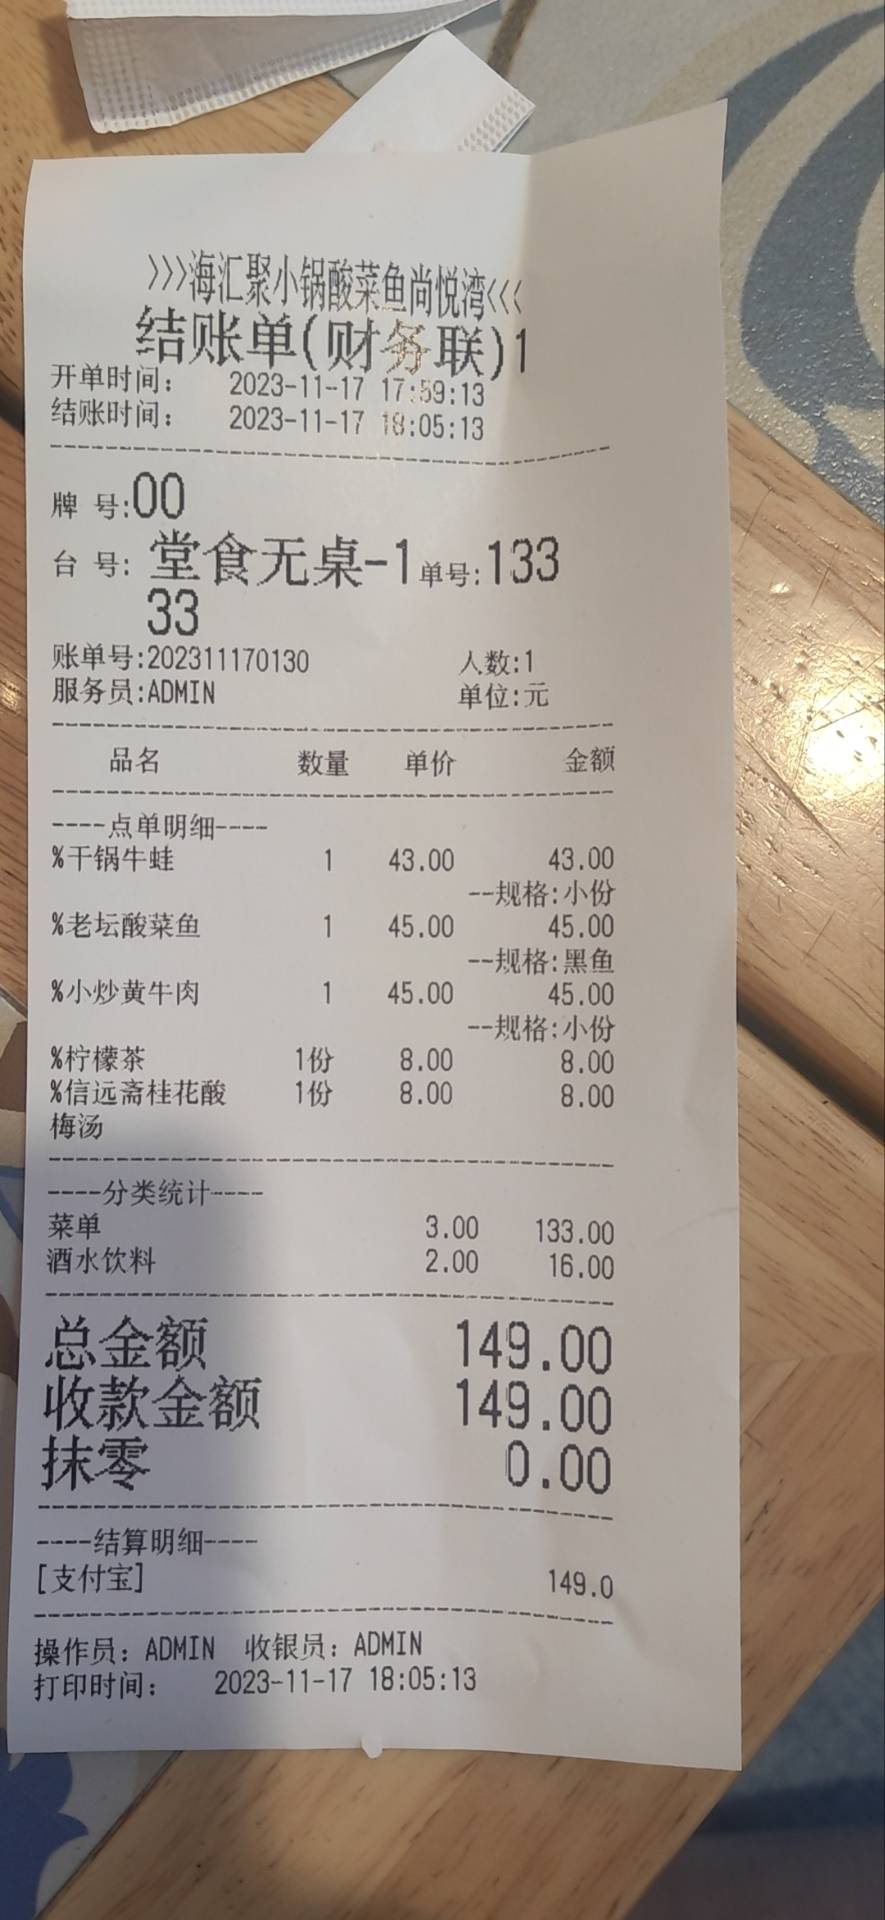 >>>海汇聚小锅酸菜鱼尚悦湾<<<
结账单(财务联)1
开单时间: 2023-11-17 17:59:13
结账时间: 2023-11-17 18:05:13
牌 号:00
台 号: 堂食无桌-1 单号:133
33
账单号:202311170130 人数:1
服务员:ADMIN 单位:元
品名 数量 单价 金额
----点单明细----
%干锅牛蛙 1 43.00 43.00
--规格:小份
%老坛酸菜鱼 1 45.00 45.00
--规格:黑鱼
%小炒黄牛肉 1 45.00 45.00
--规格:小份
%柠檬茶 1份 8.00 8.00
%信远斋桂花酸 1份 8.00 8.00
梅汤
----分类统计----
菜单 3.00 133.00
酒水饮料 2.00 16.00
总金额 149.00
收款金额 149.00
抹零 0.00
----结算明细----
[支付宝] 149.0
操作员: ADMIN 收银员: ADMIN
打印时间: 2023-11-17 18:05:13